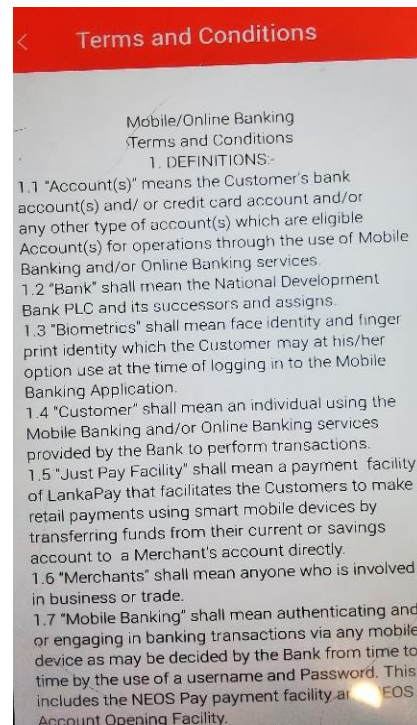 Terms and Conditions
Mobile/Online Banking
Terms and Conditions
1. DEFINITIONS:-
1.1 "Account(s)" means the Customer's bank
account(s) and/ or credit card account and/or
any other type of account(s) which are eligible
Account(s) for operations through the use of Mobile
Banking and/or Online Banking services.
1.2 "Bank" shall mean the National Development
Bank PLC and its successors and assigns.
1.3 "Biometrics" shall mean face identity and finger
print identity which the Customer may at his/her
option use at the time of logging in to the Mobile
Banking Application.
1.4 "Customer" shall mean an individual using the
Mobile Banking and/or Online Banking services
provided by the Bank to perform transactions.
1.5 "Just Pay Facility" shall mean a payment facility
of LankaPay that facilitates the Customers to make
retail payments using smart mobile devices by
transferring funds from their current or savings
account to a Merchant's account directly.
1.6 "Merchants" shall mean anyone who is involved
in business or trade.
1.7 "Mobile Banking" shall mean authenticating and
or engaging in banking transactions via any mobile
device as may be decided by the Bank from time to
time by the use of a username and Password. This
includes the NEOS Pay payment facility
Account Opening Facility.